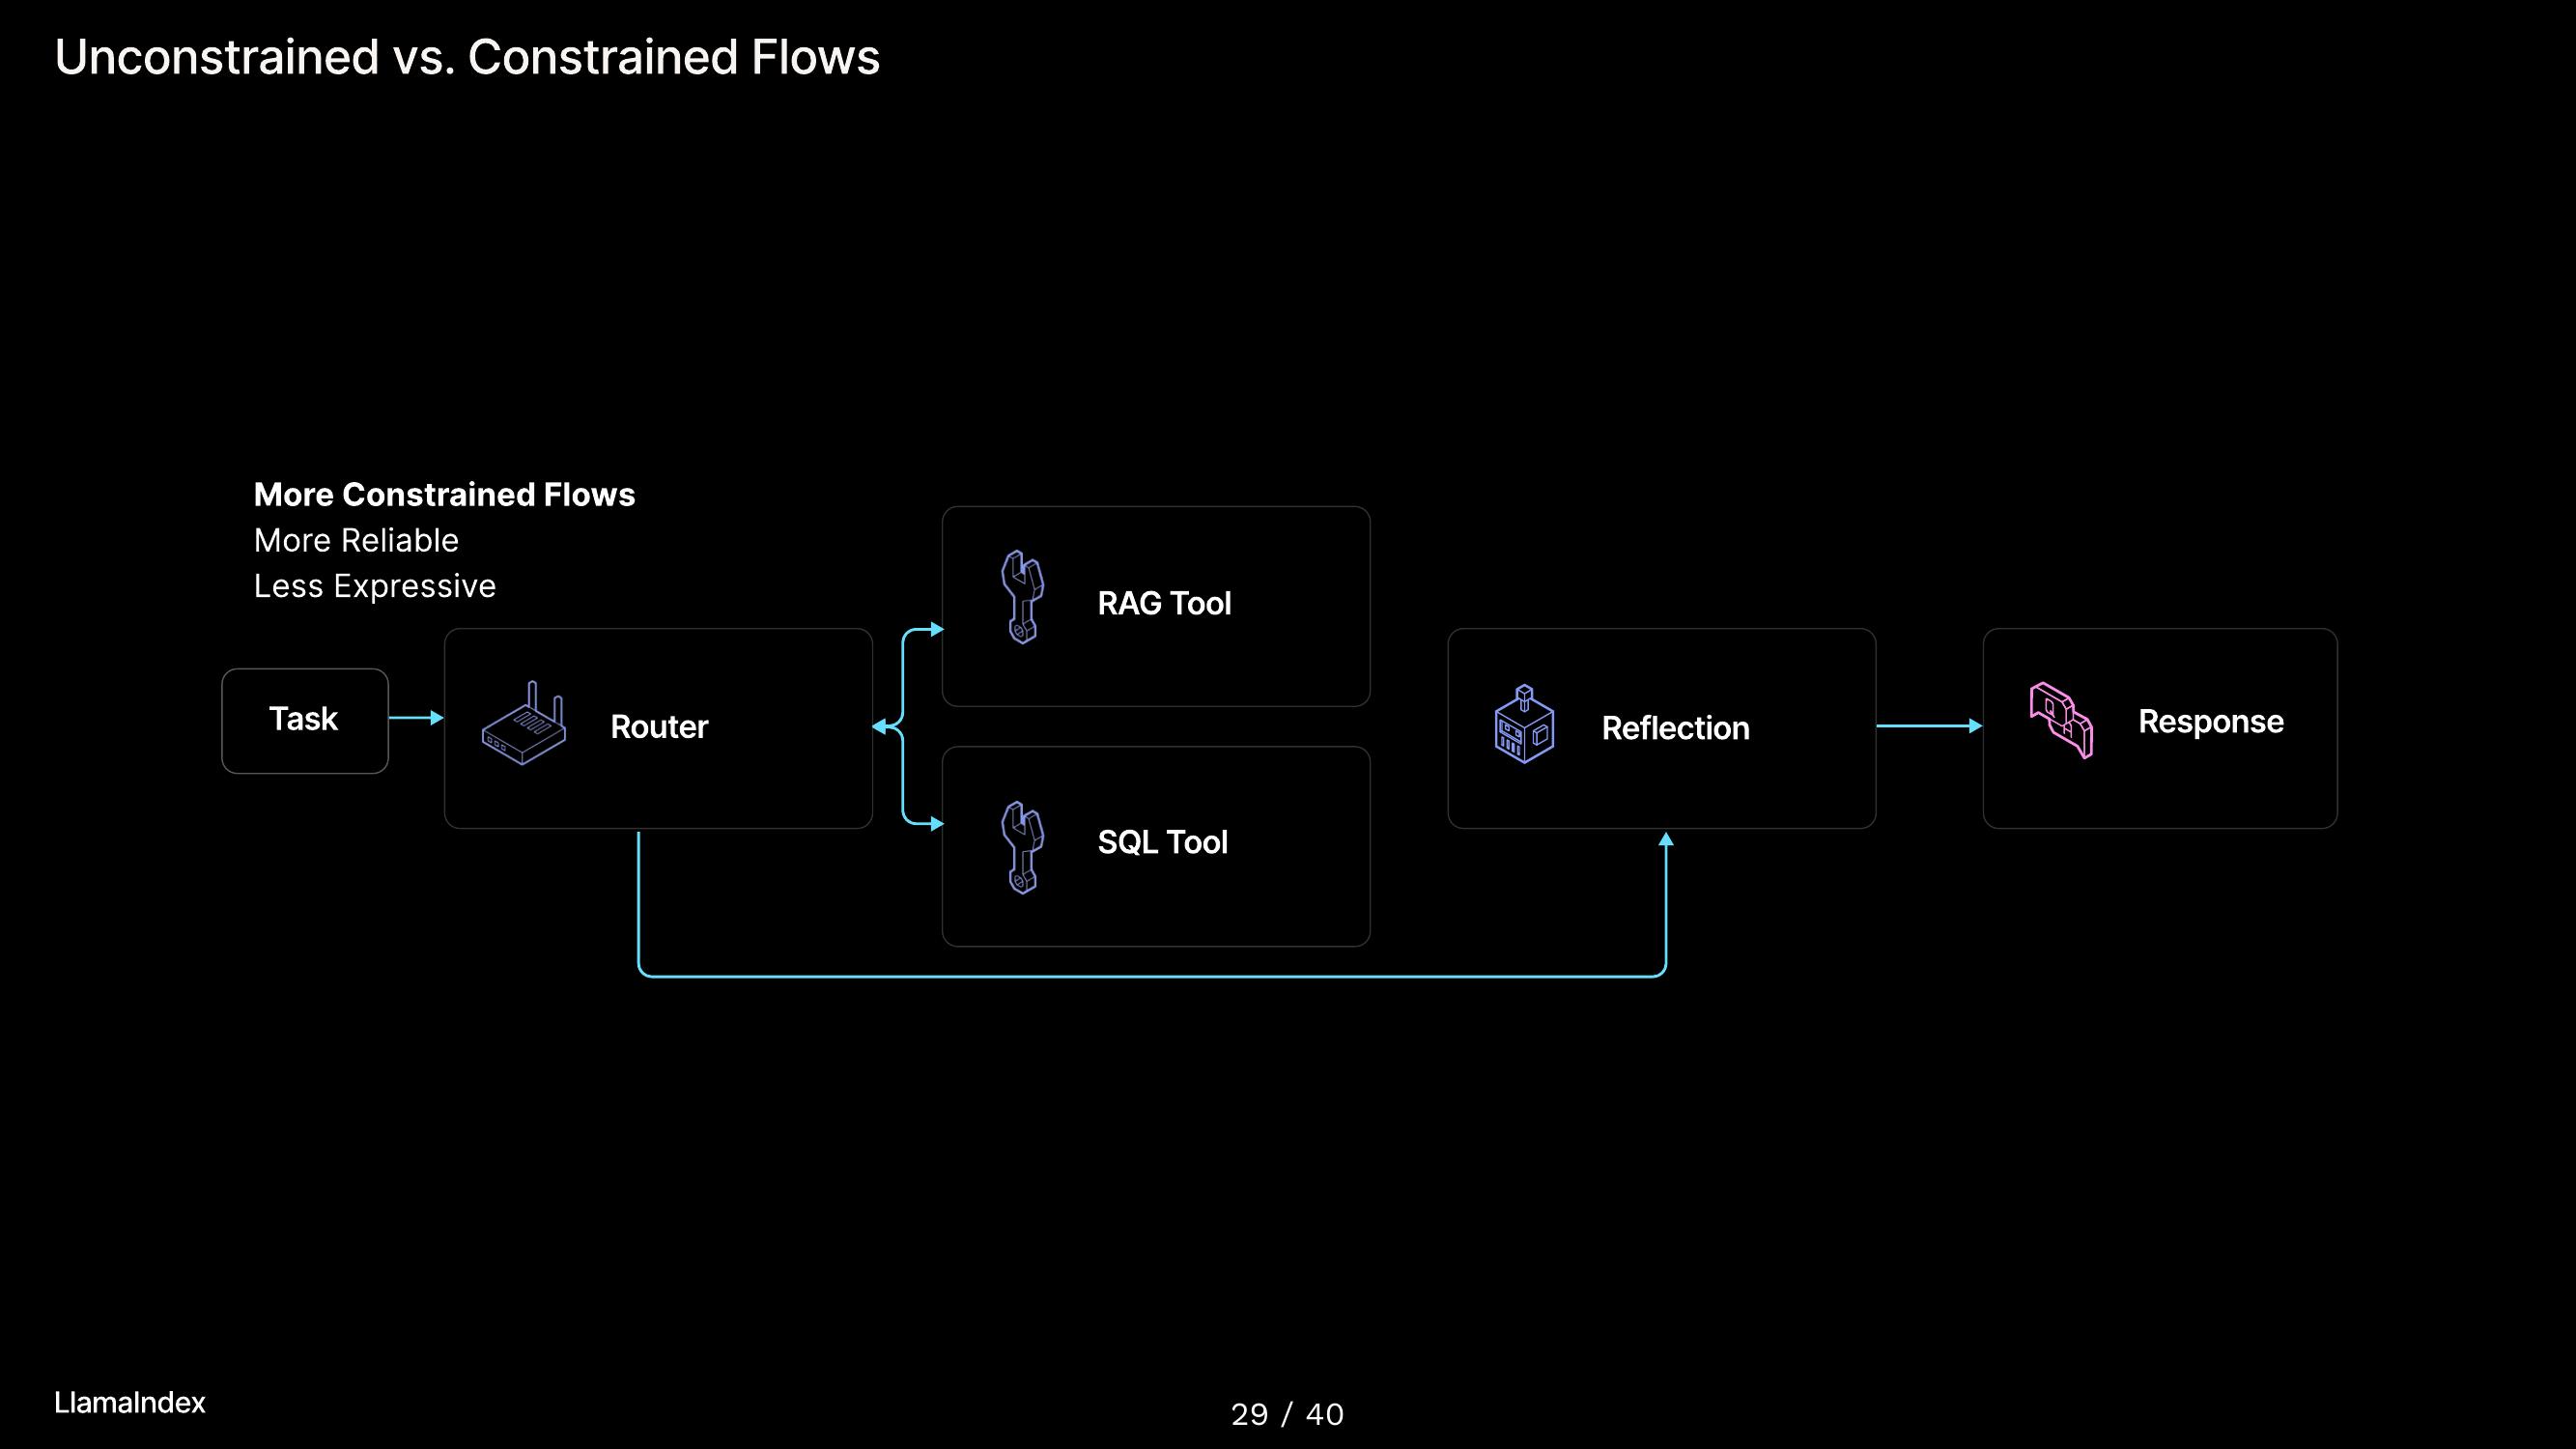 Unconstrained vs. Constrained Flows
More Constrained Flows
More Reliable
Less Expressive
Task
Router
RAG Tool
SQL Tool
Reflection
Response
LlamaIndex
29 / 40